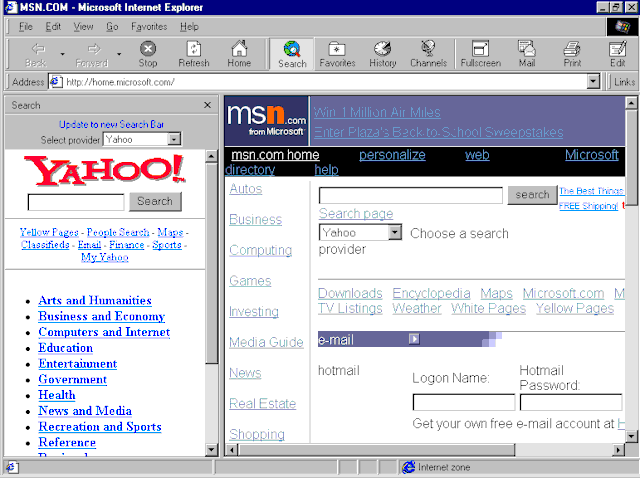 MSN.COM - Microsoft Internet Explorer
File Edit View Go Favorites Help
Back Forward Stop Refresh Home Search Favorites History Channels Fullscreen Mail Print Edit
Address http://home.microsoft.com/ Links
Search
Update to new Search Bar
Select provider Yahoo
YAHOO!
Search
Yellow Pages - People Search - Maps -
Classifieds - Email - Finance - Sports -
My Yahoo
Arts and Humanities
Business and Economy
Computers and Internet
Education
Entertainment
Government
Health
News and Media
Recreation and Sports
Reference
msn.com
from Microsoft
Win 1 Million Air Miles
Enter Plaza's Back-to-School Sweepstakes
msn.com home personalize web Microsoft
directory help
Autos
Business
Computing
Games
Investing
Media Guide
News
Real Estate
Shopping
search
The Best Things
FREE Shipping!
Search page
Yahoo Choose a search
provider
Downloads Encyclopedia Maps Microsoft.com M
TV Listings Weather White Pages Yellow Pages
e-mail
hotmail
Logon Name:
Hotmail
Password:
Get your own free e-mail account at H
Internet zone